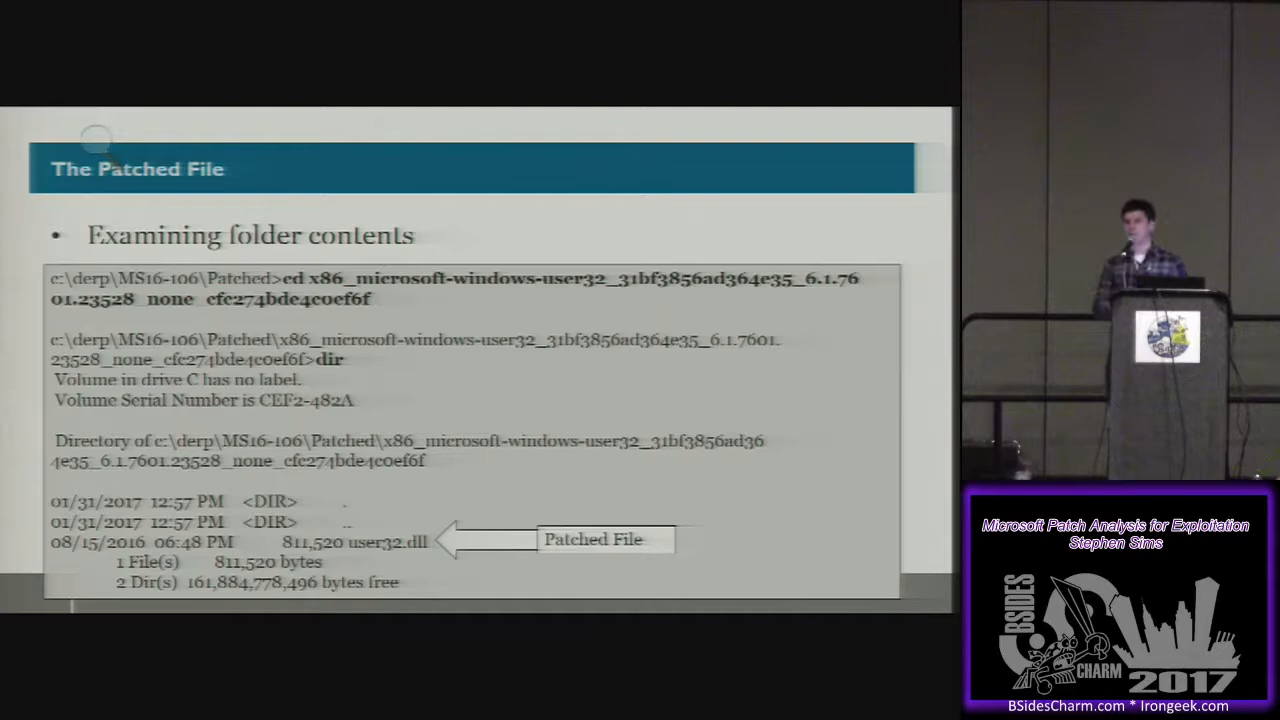 The Patched File
• Examining folder contents
c:\derp\MS16-106\Patched>cd x86_microsoft-windows-user32_31bf3856ad364e35_6.1.76
01.23528_none_cfc274bde4c0ef6f
c:\derp\MS16-106\Patched\x86_microsoft-windows-user32_31bf3856ad364e35_6.1.7601.
23528_none_cfc274bde4c0ef6f>dir
Volume in drive C has no label.
Volume Serial Number is CEF2-482A
Directory of c:\derp\MS16-106\Patched\x86_microsoft-windows-user32_31bf3856ad36
4e35_6.1.7601.23528_none_cfc274bde4c0ef6f
01/31/2017 12:57 PM <DIR> .
01/31/2017 12:57 PM <DIR> ..
08/15/2016 06:48 PM 811,520 user32.dll
Patched File
1 File(s) 811,520 bytes
2 Dir(s) 161,884,778,496 bytes free
Microsoft Patch Analysis for Exploitation
Stephen Sims
BSIDES
CHARM
2017
BSidesCharm.com * Irongeek.com